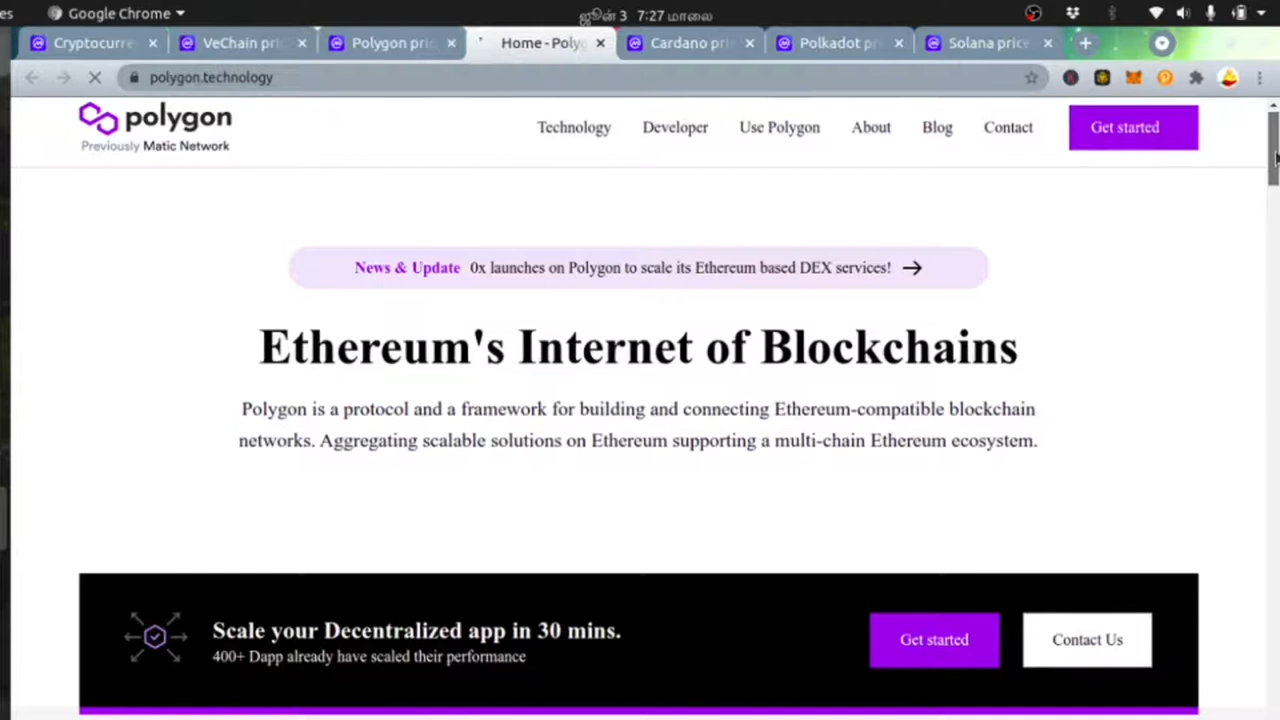 es Google Chrome ஜூன் 3 7:27 மாலை
Cryptocurre VeChain pri Polygon pri Home - Poly Cardano pri Polkadot pr Solana price
polygon.technology
polygon
Previously Matic Network
Technology Developer Use Polygon About Blog Contact Get started
News & Update 0x launches on Polygon to scale its Ethereum based DEX services!
Ethereum's Internet of Blockchains
Polygon is a protocol and a framework for building and connecting Ethereum-compatible blockchain
networks. Aggregating scalable solutions on Ethereum supporting a multi-chain Ethereum ecosystem.
Scale your Decentralized app in 30 mins.
400+ Dapp already have scaled their performance
Get started Contact Us